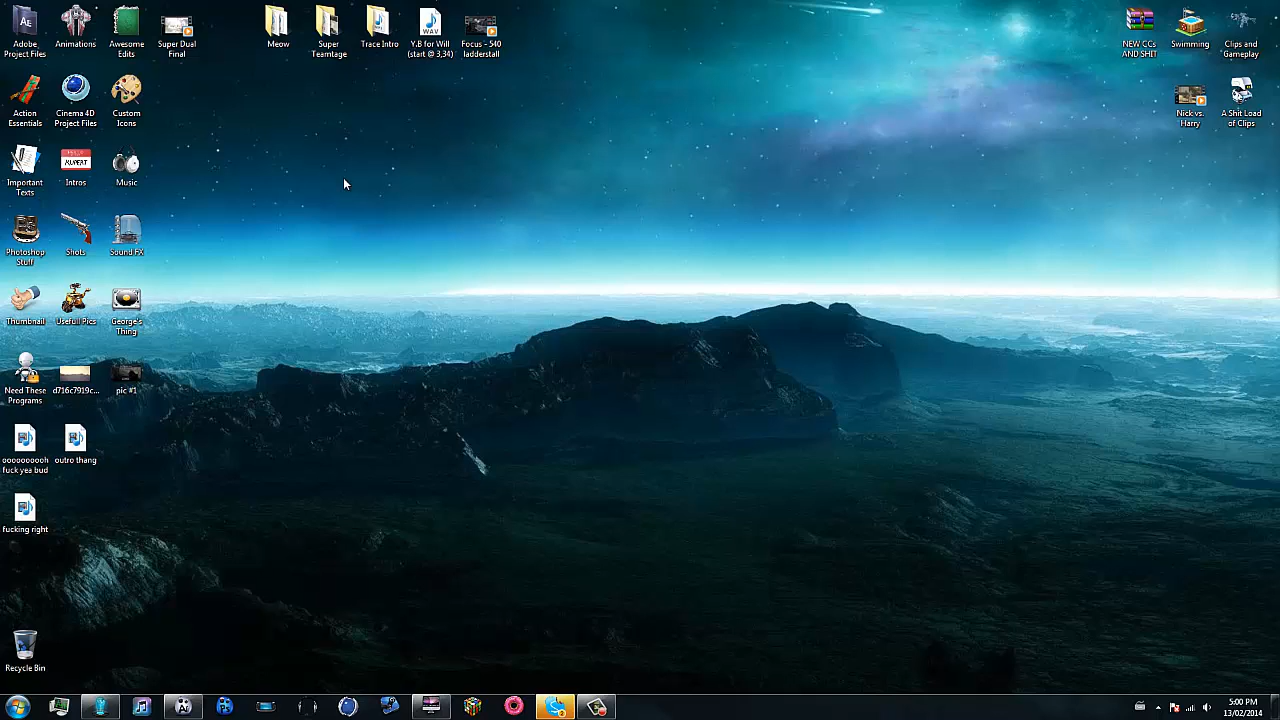 Adobe
Project Files
Animations
Awesome
Edits
Super Dual
Final
Meow
Super
Teamtage
Trace Intro
Y.B for Will
(start @ 3,34)
Focus - 540
ladderstall
NEW CCs
AND SHIT
Swimming
Clips and
Gameplay
Action
Essentials
Cinema 4D
Project Files
Custom
Icons
Nick vs.
Harry
A Shit Load
of Clips
Important
Texts
Intros
Music
Photoshop
Stuff
Shots
Sound FX
Thumbnail
Usefull Pics
George's
Thing
Need These
Programs
d716c7919c...
pic #1
ooooooooh
fuck yea bud
outro thang
fucking right
Recycle Bin
5:00 PM
13/02/2014